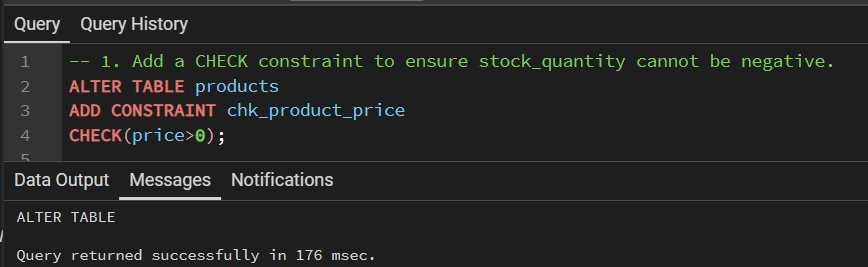 Query Query History
1 -- 1. Add a CHECK constraint to ensure stock_quantity cannot be negative.
2 ALTER TABLE products
3 ADD CONSTRAINT chk_product_price
4 CHECK(price>0);
5
Data Output Messages Notifications
ALTER TABLE
Query returned successfully in 176 msec.